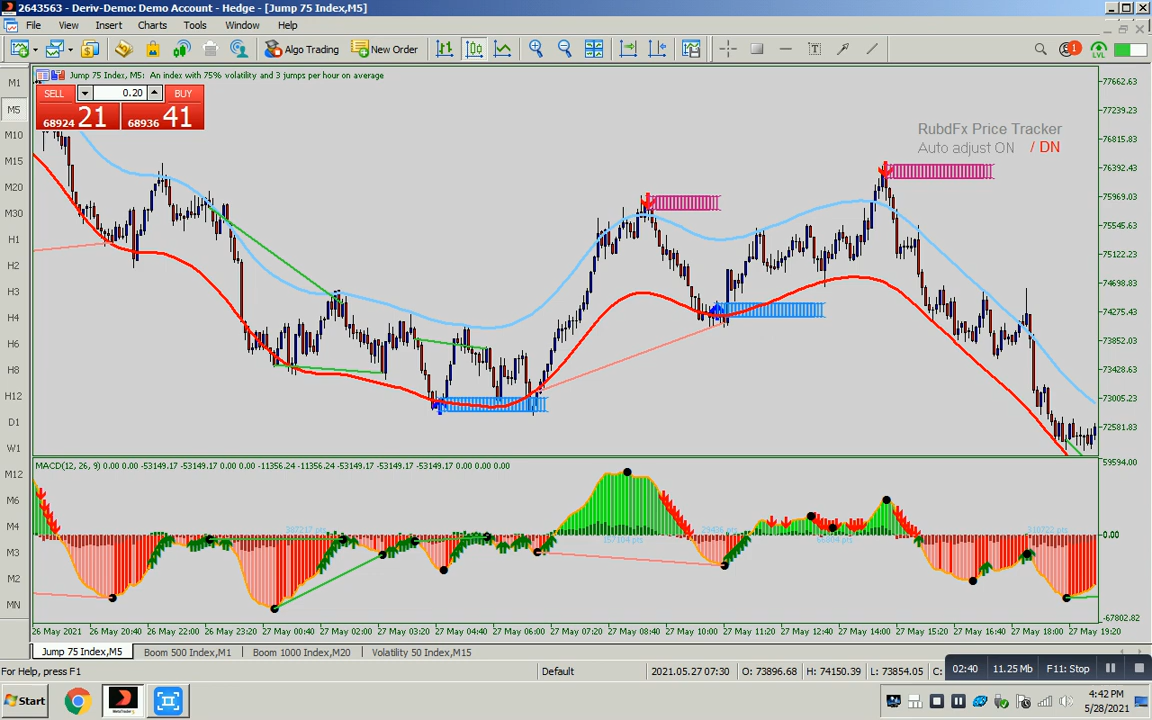 2643563 - Deriv-Demo: Demo Account - Hedge - [Jump 75 Index,M5]
File View Insert Charts Tools Window Help
Algo Trading New Order 1 LVL
M1
M5
M10
M15
M20
M30
H1
H2
H3
H4
H6
H8
H12
D1
W1
M12
M6
M4
M3
M2
MN
Jump 75 Index, M5: An index with 75% volatility and 3 jumps per hour on average
SELL 0.20 BUY
68924 21 68936 41
RubdFx Price Tracker
Auto adjust ON / DN
77662.63
77239.23
76815.83
76392.43
75969.03
75545.63
75122.23
74698.83
74275.43
73852.03
73428.63
73005.23
72581.83
MACD(12, 26, 9) 0.00 0.00 -53149.17 -53149.17 0.00 0.00 -11356.24 -11356.24 -53149.17 -53149.17 0.00 0.00 0.00
59594.00
0.00
-67802.82
26 May 2021 26 May 20:40 26 May 22:00 26 May 23:20 27 May 00:40 27 May 02:00 27 May 03:20 27 May 04:40 27 May 06:00 27 May 07:20 27 May 08:40 27 May 10:00 27 May 11:20 27 May 12:40 27 May 14:00 27 May 15:20 27 May 16:40 27 May 18:00 27 May 19:20
Jump 75 Index,M5 Boom 500 Index,M1 Boom 1000 Index,M20 Volatility 50 Index,M15
For Help, press F1 Default 2021.05.27 07:30 O: 73896.68 H: 74150.39 L: 73854.05 C: 02:40 11.25 MB F11: Stop
Start 4:42 PM
5/28/2021